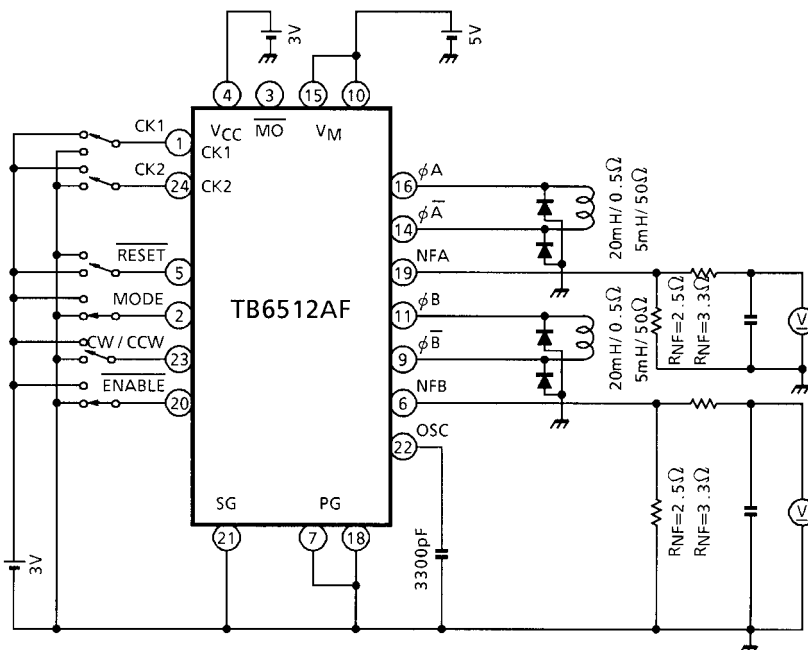 3V
5V
4
3
15
10
VCC
M̅O̅
VM
CK1
1
CK1
CK2
24
CK2
R̅E̅S̅E̅T̅
5
MODE
2
CW / CCW
23
E̅N̅A̅B̅L̅E̅
20
TB6512AF
16
φA
14
φA̅
19
NFA
11
φB
9
φB̅
6
NFB
22
OSC
20mH/0.5Ω
5mH/50Ω
20mH/0.5Ω
5mH/50Ω
RNF=2.5Ω
RNF=3.3Ω
V
RNF=2.5Ω
RNF=3.3Ω
V
SG
PG
21
7
18
3300pF
3V